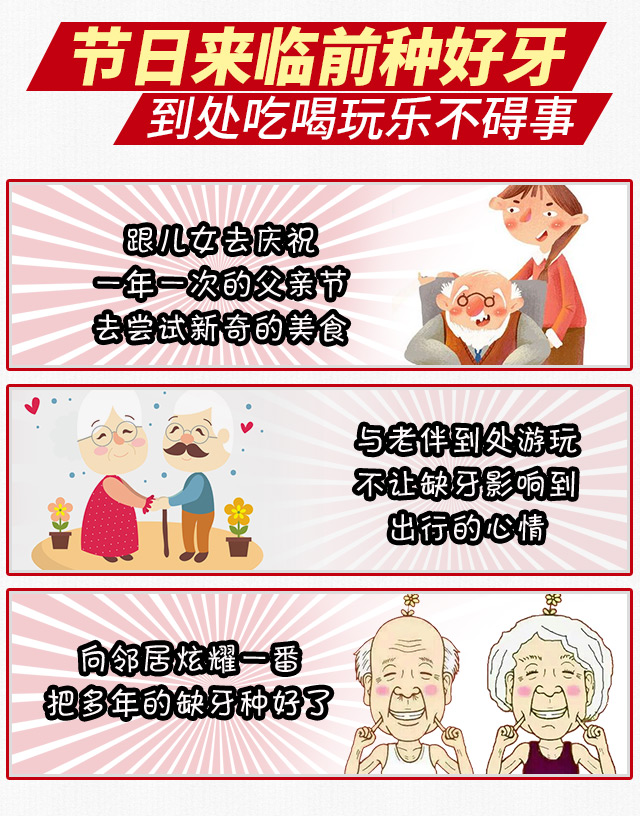 节日来临前种好牙
到处吃喝玩乐不碍事
跟儿女去庆祝
一年一次的父亲节
去尝试新奇的美食
与老伴到处游玩
不让缺牙影响到
出行的心情
向邻居炫耀一番
把多年的缺牙种好了